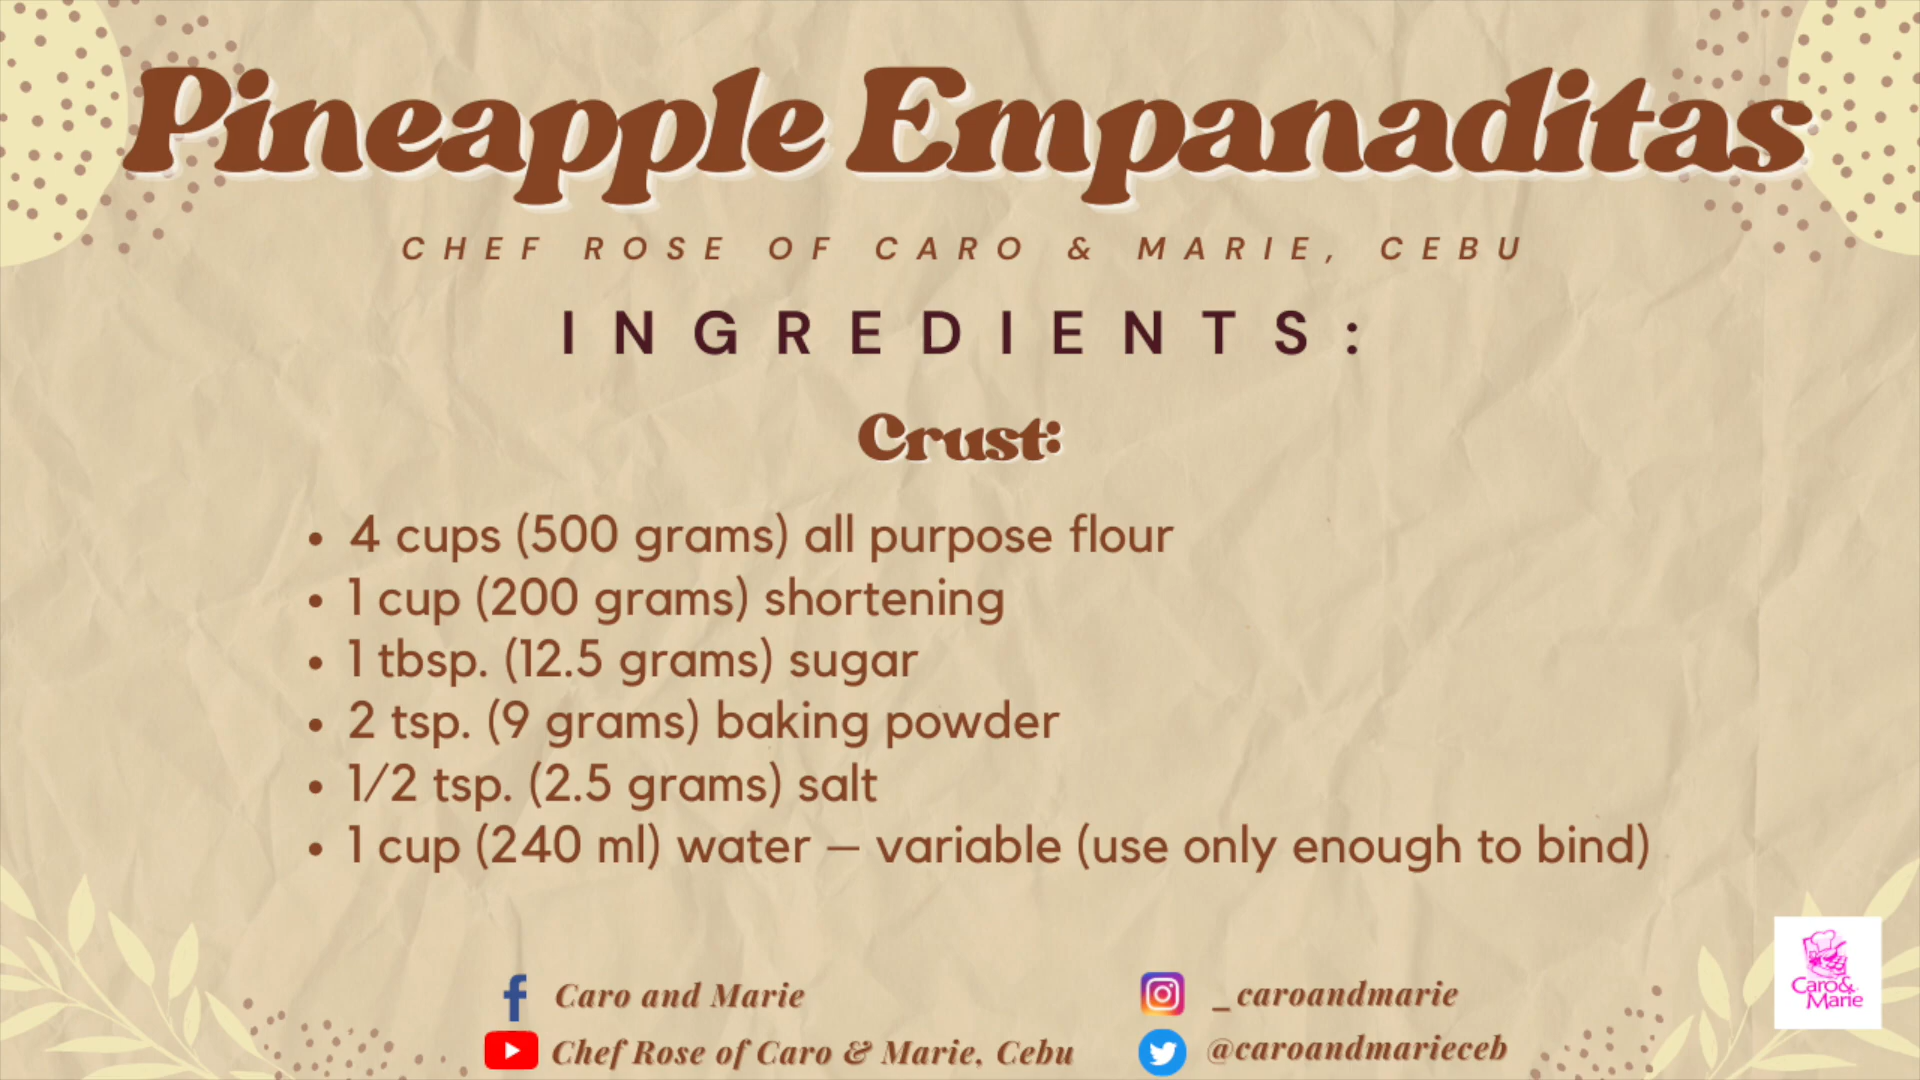 Pineapple Empanaditas
CHEF ROSE OF CARO & MARIE, CEBU
INGREDIENTS:
Crust:
• 4 cups (500 grams) all purpose flour
• 1 cup (200 grams) shortening
• 1 tbsp. (12.5 grams) sugar
• 2 tsp. (9 grams) baking powder
• 1/2 tsp. (2.5 grams) salt
• 1 cup (240 ml) water – variable (use only enough to bind)
Caro and Marie
_caroandmarie
Chef Rose of Caro & Marie, Cebu
@caroandmarieceb
Caro&
Marie